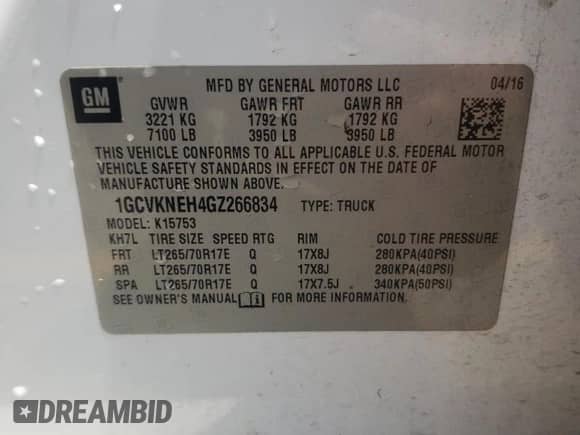 GM
MFD BY GENERAL MOTORS LLC 04/16
GVWR GAWR FRT GAWR RR
3221 KG 1792 KG 1792 KG
7100 LB 3950 LB 3950 LB
THIS VEHICLE CONFORMS TO ALL APPLICABLE U.S. FEDERAL MOTOR
VEHICLE SAFETY STANDARDS IN EFFECT ON THE DATE OF
MANUFACTURE SHOWN ABOVE.
1GCVKNEH4GZ266834 TYPE: TRUCK
MODEL: K15753
KH7L TIRE SIZE SPEED RTG RIM COLD TIRE PRESSURE
FRT LT265/70R17E Q 17X8J 280KPA(40PSI)
RR LT265/70R17E Q 17X8J 280KPA(40PSI)
SPA LT265/70R17E Q 17X7.5J 340KPA(50PSI)
SEE OWNER'S MANUAL FOR MORE INFORMATION
DREAMBID